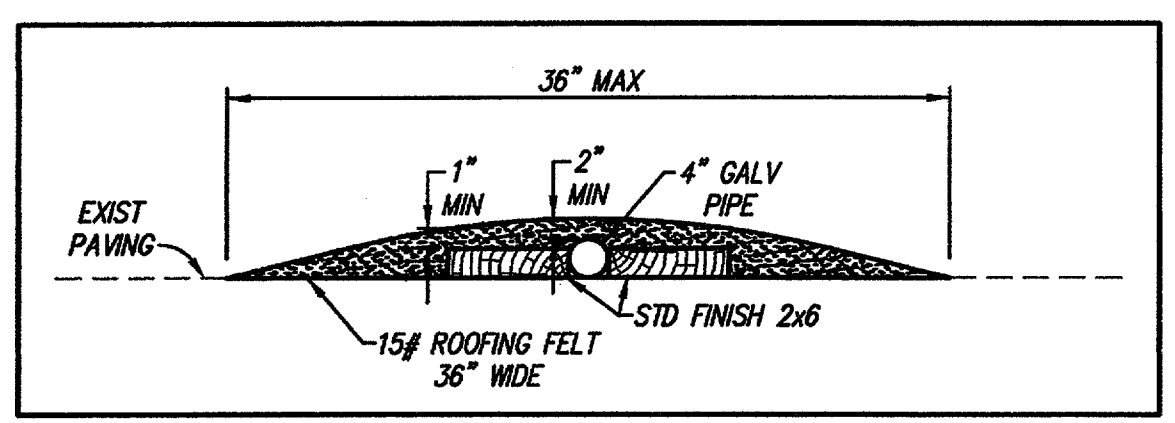 36" MAX
1"
MIN
2"
MIN
4" GALV
PIPE
EXIST
PAVING
STD FINISH 2x6
15# ROOFING FELT
36" WIDE